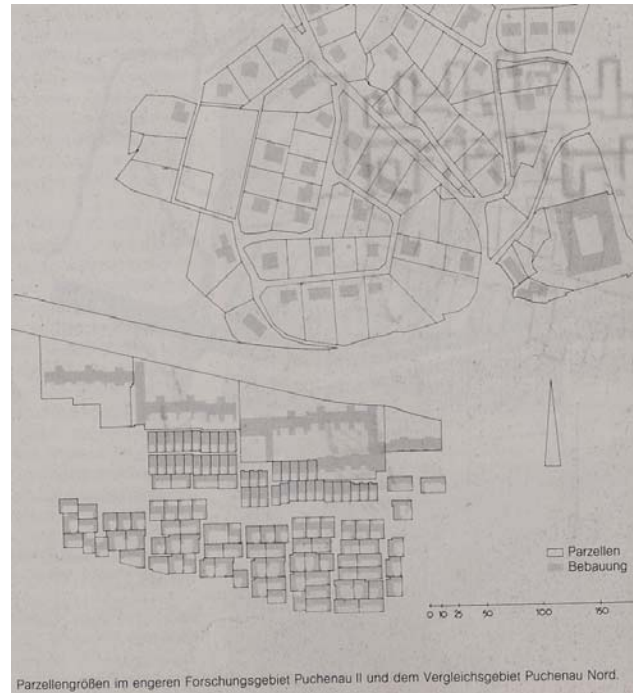 Parzellen
Bebauung
0 10 25 50 100 150
Parzellengrößen im engeren Forschungsgebiet Puchenau II und dem Vergleichsgebiet Puchenau Nord.